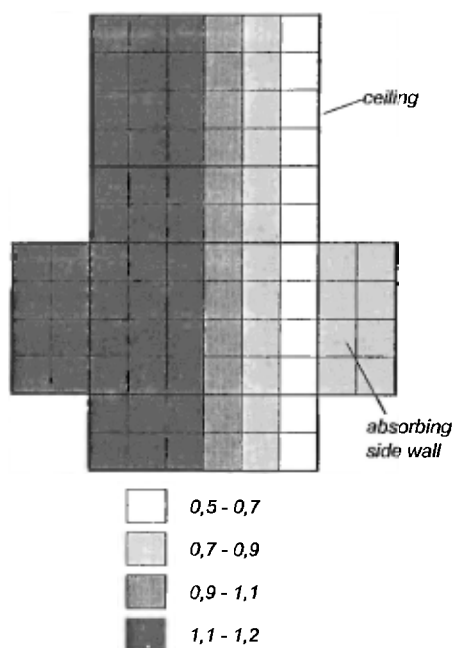 ceiling
absorbing
side wall
0,5 - 0,7
0,7 - 0,9
0,9 - 1,1
1,1 - 1,2